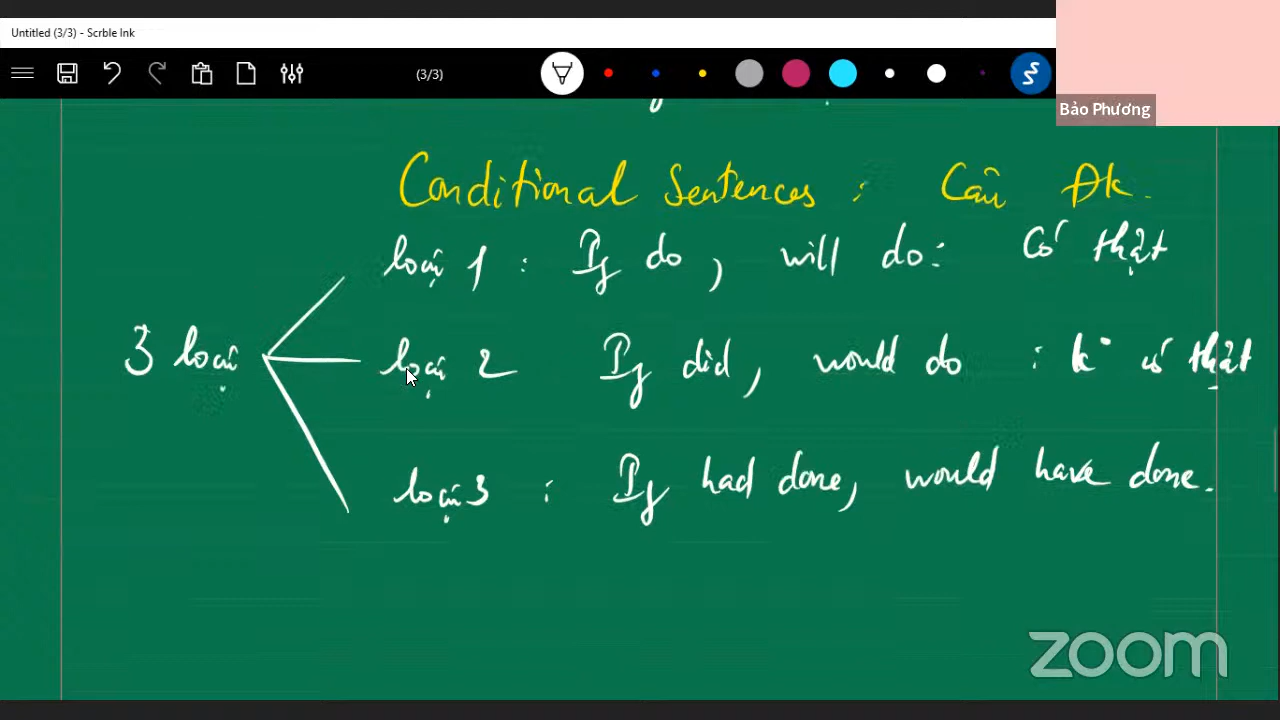 Untitled (3/3) - Scrble Ink
(3/3)
Bảo Phương
Conditional Sentences : Câu ĐK.
loại 1 : If do , will do : Có thật
3 loại
loại 2 If did , would do : k° có thật
loại 3 : If had done, would have done.
zoom